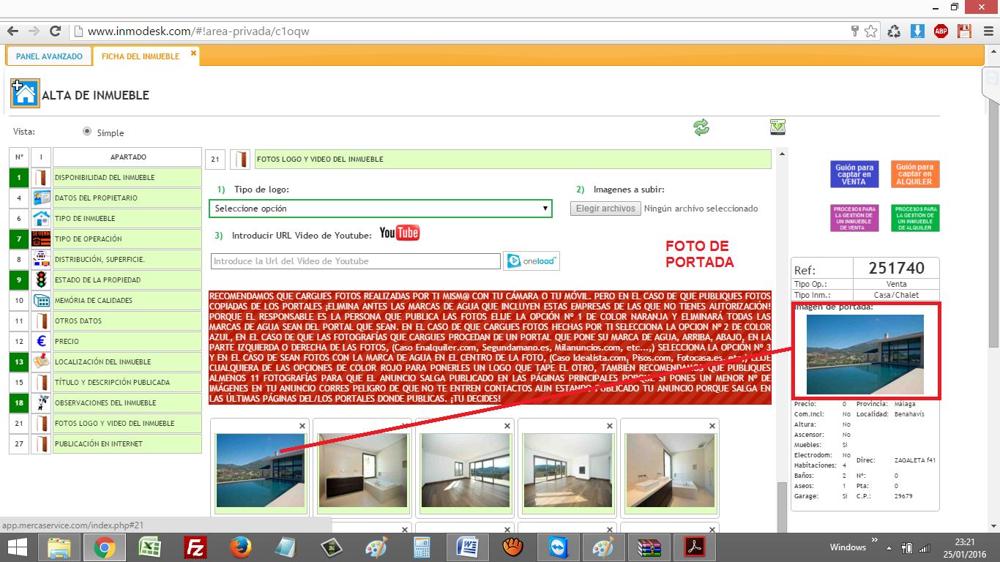 www.inmodesk.com/#!area-privada/c1oqw
ABP
PANEL AVANZADO
FICHA DEL INMUEBLE
ALTA DE INMUEBLE
Vista:
Simple
Nº I APARTADO
1 DISPONIBILIDAD DEL INMUEBLE
4 DATOS DEL PROPIETARIO
6 TIPO DE INMUEBLE
7 TIPO DE OPERACIÓN
8 DISTRIBUCIÓN, SUPERFICIE.
9 ESTADO DE LA PROPIEDAD
10 MEMÓRIA DE CALIDADES
11 OTROS DATOS
12 PRECIO
13 LOCALIZACIÓN DEL INMUEBLE
15 TÍTULO Y DESCRIPCIÓN PUBLICADA
18 OBSERVACIONES DEL INMUEBLE
21 FOTOS LOGO Y VIDEO DEL INMUEBLE
27 PUBLICACIÓN EN INTERNET
21 FOTOS LOGO Y VIDEO DEL INMUEBLE
1) Tipo de logo:
Seleccione opción
2) Imagenes a subir:
Elegir archivos Ningún archivo seleccionado
3) Introducir URL Video de Youtube: YouTube
Introduce la Url del Video de Youtube
oneload
FOTO DE
PORTADA
RECOMENDAMOS QUE CARGUES FOTOS REALIZADAS POR TI MISM@ CON TU CÁMARA O TU MÓVIL. PERO EN EL CASO DE QUE PUBLIQUES FOTOS
COPIADAS DE LOS PORTALES ¡ELIMINA ANTES LAS MARCAS DE AGUA QUE INCLUYEN ESTAS EMPRESAS DE LAS QUE NO TIENES AUTORIZACIÓN!
PORQUE EL RESPONSABLE ES LA PERSONA QUE PUBLICA LAS FOTOS ELIJE LA OPCIÓN Nº 1 DE COLOR NARANJA Y ELIMINARÁ TODAS LAS
MARCAS DE AGUA SEAN DEL PORTAL QUE SEAN. EN EL CASO DE QUE CARGUES FOTOS HECHAS POR TI SELECCIONA LA OPCION Nº 2 DE COLOR
AZUL, EN EL CASO DE QUE LAS FOTOGRAFÍAS QUE CARGUES PROCEDAN DE UN PORTAL QUE PONE SU MARCA DE AGUA, ARRIBA, ABAJO, EN LA
PARTE IZQUIERDA O DERECHA DE LAS FOTOS, (Caso Enalquiler.com, Segundamano.es, Milanuncios.com, etc...,) SELECCIONA LA OPCIÓN Nº 3
Y EN EL CASO DE SEAN FOTOS CON LA MARCA DE AGUA EN EL CENTRO DE LA FOTO, (Caso Idealista.com, Pisos.com, Fotocasa.es, etc.,) ELIJE
CUALQUIERA DE LAS OPCIONES DE COLOR ROJO PARA PONERLES UN LOGO QUE TAPE EL OTRO, TAMBIEN RECOMENDAMOS QUE PUBLIQUES
ALMENOS 11 FOTOGRAFÍAS PARA QUE EL ANUNCIO SALGA PUBLICADO EN LAS PÁGINAS PRINCIPALES PORQUE SI PONES UN MENOR Nº DE
IMÁGENES EN TU ANUNCIO CORRES PELIGRO DE QUE NO TE ENTREN CONTACTOS AUN ESTANDO PUBLICADO TU ANUNCIO PORQUE SALGA EN
LAS ÚLTIMAS PÁGINAS DEL/LOS PORTALES DONDE PUBLICAS. ¡TU DECIDES!
Guión para
captar en
VENTA
Guión para
captar en
ALQUILER
PROCESOS PARA
LA GESTIÓN DE
UN INMUEBLE
DE VENTA
PROCESOS PARA
LA GESTIÓN DE
UN INMUEBLE
DE ALQUILER
Ref: 251740
Tipo Op.: Venta
Tipo Inm.: Casa/Chalet
Imagen de portada:
Precio: 0 Provincia: Málaga
Com.Incl: No Localidad: Benahavís
Altura: No
Ascensor: No
Muebles: Si
Electrodom: No
Habitaciones: 4 Direc: ZAGALETA f41
Baños: 2 Nº: 0
Aseos: 1 Pta: 0
Garage: Si C.P.: 29679
app.mercaservice.com/index.php#21
Windows
23:21
25/01/2016